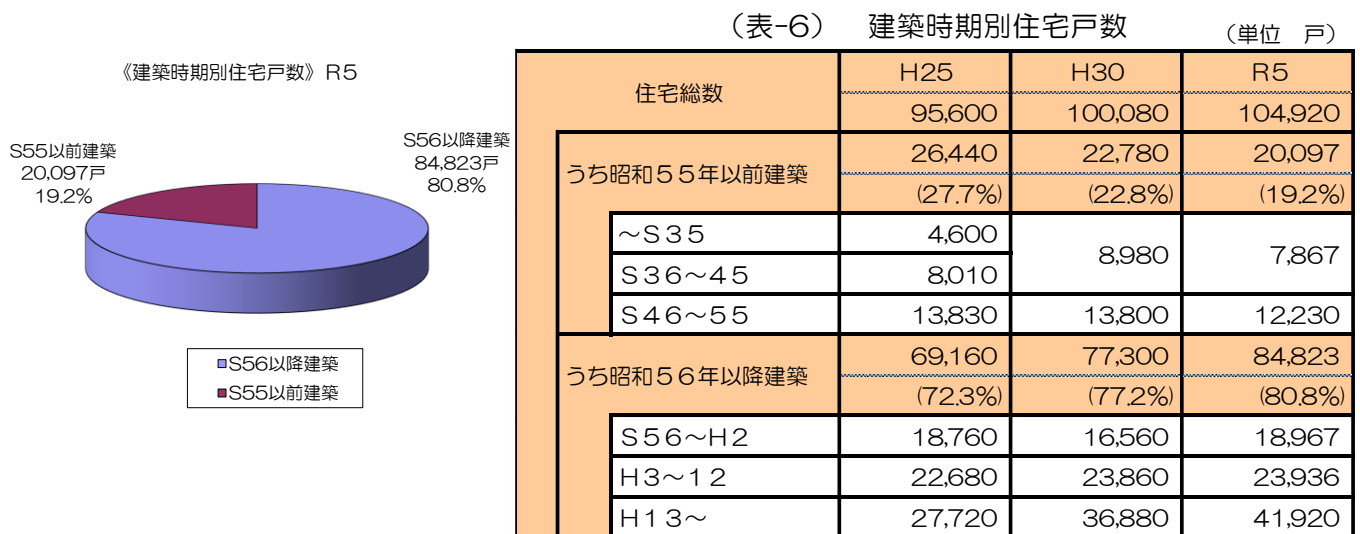 （表-6）　建築時期別住宅戸数　（単位　戸）
《建築時期別住宅戸数》R5
S55以前建築
20,097戸
19.2%
S56以降建築
84,823戸
80.8%
■S56以降建築
■S55以前建築
住宅総数 H25 H30 R5
95,600 100,080 104,920
うち昭和５５年以前建築 26,440 22,780 20,097
(27.7%) (22.8%) (19.2%)
～S３５ 4,600 8,980 7,867
S３６～４５ 8,010
S４６～５５ 13,830 13,800 12,230
うち昭和５６年以降建築 69,160 77,300 84,823
(72.3%) (77.2%) (80.8%)
S５６～H２ 18,760 16,560 18,967
H３～１２ 22,680 23,860 23,936
H１３～ 27,720 36,880 41,920